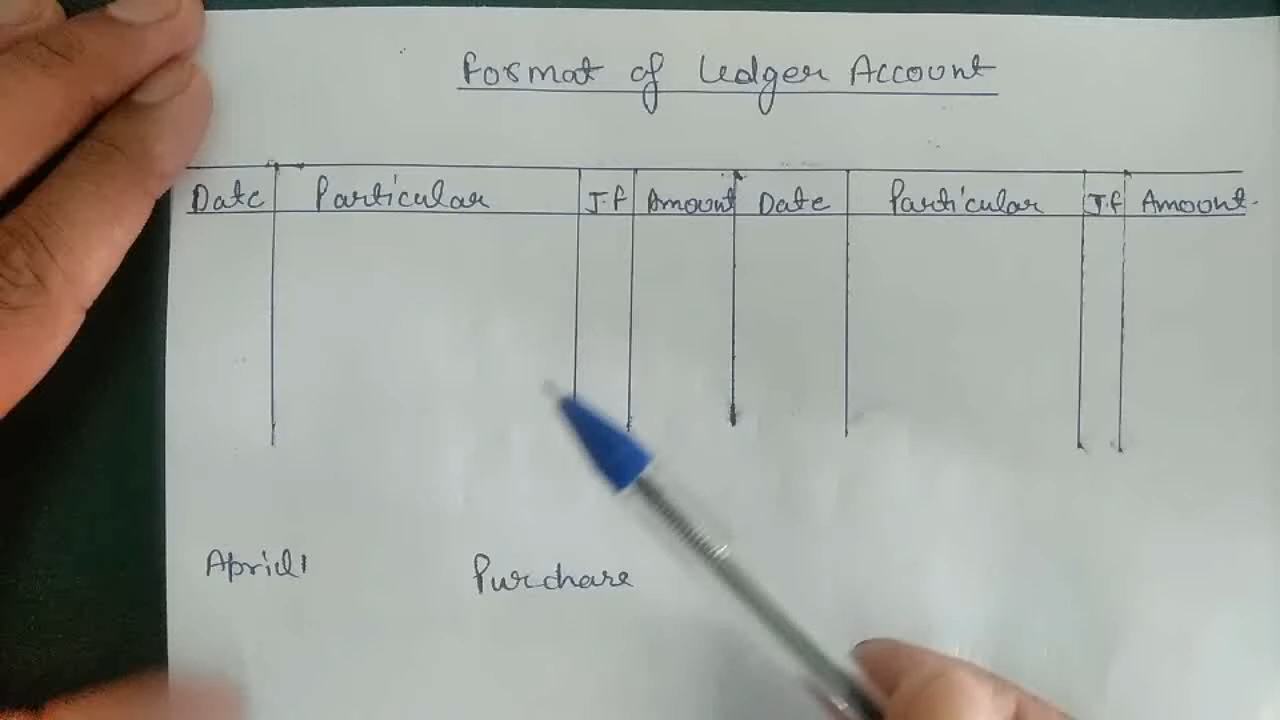 Format of Ledger Account
Date Particular J.f Amount Date Particular J.f Amount.
April 1 Purchase